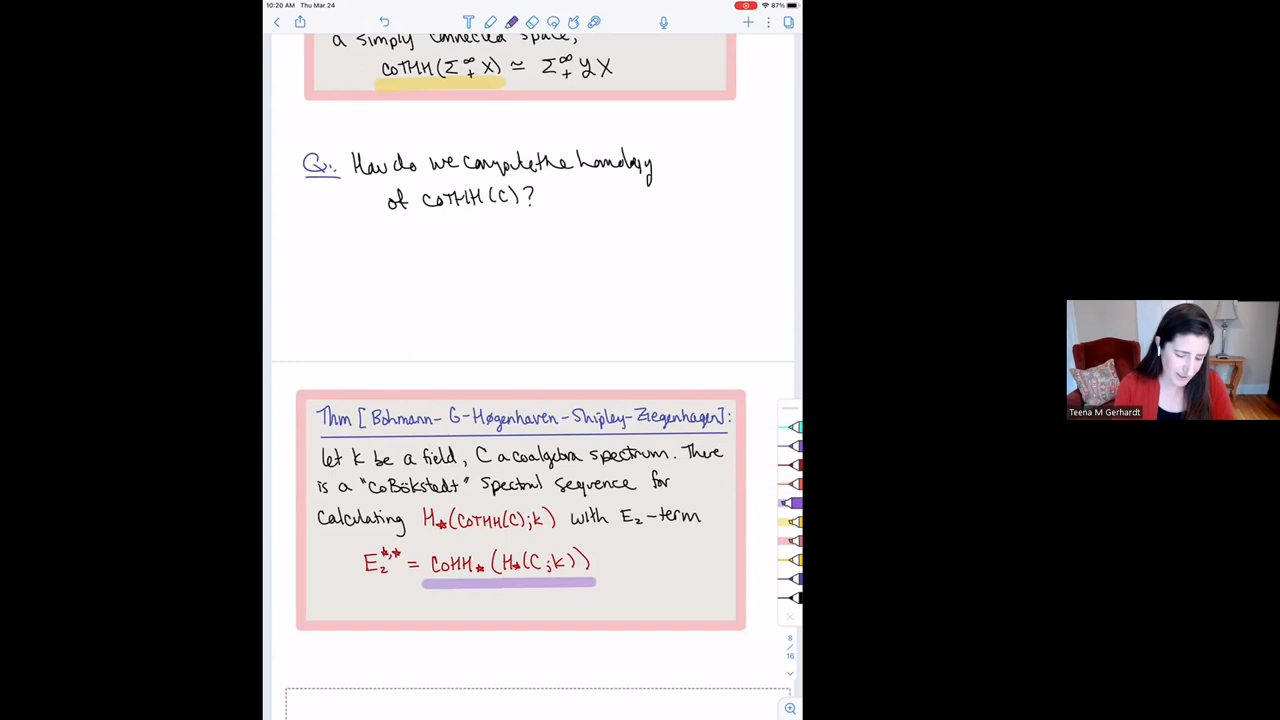 10:20 AM Thu Mar 24
87%
a simply connected space,
coTHH(Σ^∞_+ X) ≃ Σ^∞_+ 𝓛X
Q: How do we compute the homology
of coTHH(C)?
Thm [Bohmann-G-Høgenhaven-Shipley-Ziegenhagen]:
let k be a field, C a coalgebra spectrum. There
is a "CoBökstedt" spectral sequence for
calculating H_*(coTHH(C);k) with E_2-term
E_2^{*,*} = coHH_*(H_*(C;k))
Teena M Gerhardt
8
/
16